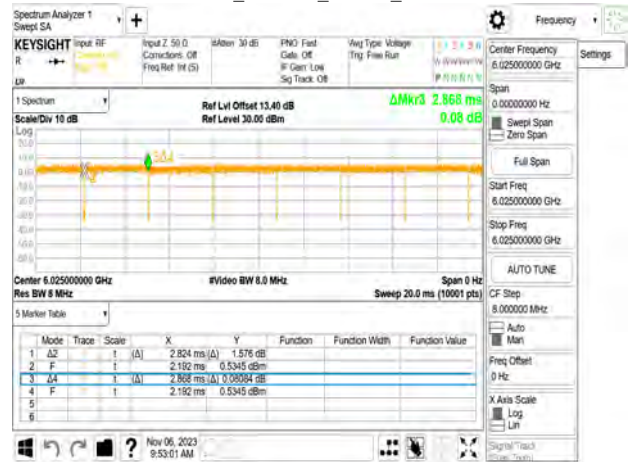 Spectrum Analyzer 1
Swept SA
+
Frequency
KEYSIGHT Input: RF Input Z: 50 Ω #Atten: 30 dB PNO: Fast Avg Type: Voltage
R Corrections: Off Gate: Off Trig: Free Run
Freq Ref: Int (S) IF Gain: Low
Sig Track: Off
Center Frequency
6.025000000 GHz
Settings
Span
0.00000000 Hz
Swept Span
Zero Span
Full Span
Start Freq
6.025000000 GHz
Stop Freq
6.025000000 GHz
AUTO TUNE
CF Step
8.000000 MHz
Auto
Man
Freq Offset
0 Hz
X Axis Scale
Log
Lin
Signal Track
1 Spectrum
Ref Lvl Offset 13.40 dB
ΔMkr3 2.868 ms
Scale/Div 10 dB
Ref Level 30.00 dBm
0.08 dB
Log
3Δ4
Center 6.025000000 GHz #Video BW 8.0 MHz Span 0 Hz
Res BW 8 MHz Sweep 20.0 ms (10001 pts)
5 Marker Table
Mode Trace Scale X Y Function Function Width Function Value
1 Δ2 t (Δ) 2.824 ms (Δ) 1.576 dB
2 F t 2.192 ms 0.5345 dBm
3 Δ4 t (Δ) 2.868 ms (Δ) 0.08084 dB
4 F t 2.192 ms 0.5345 dBm
5
6
?
Nov 06, 2023
9:53:01 AM